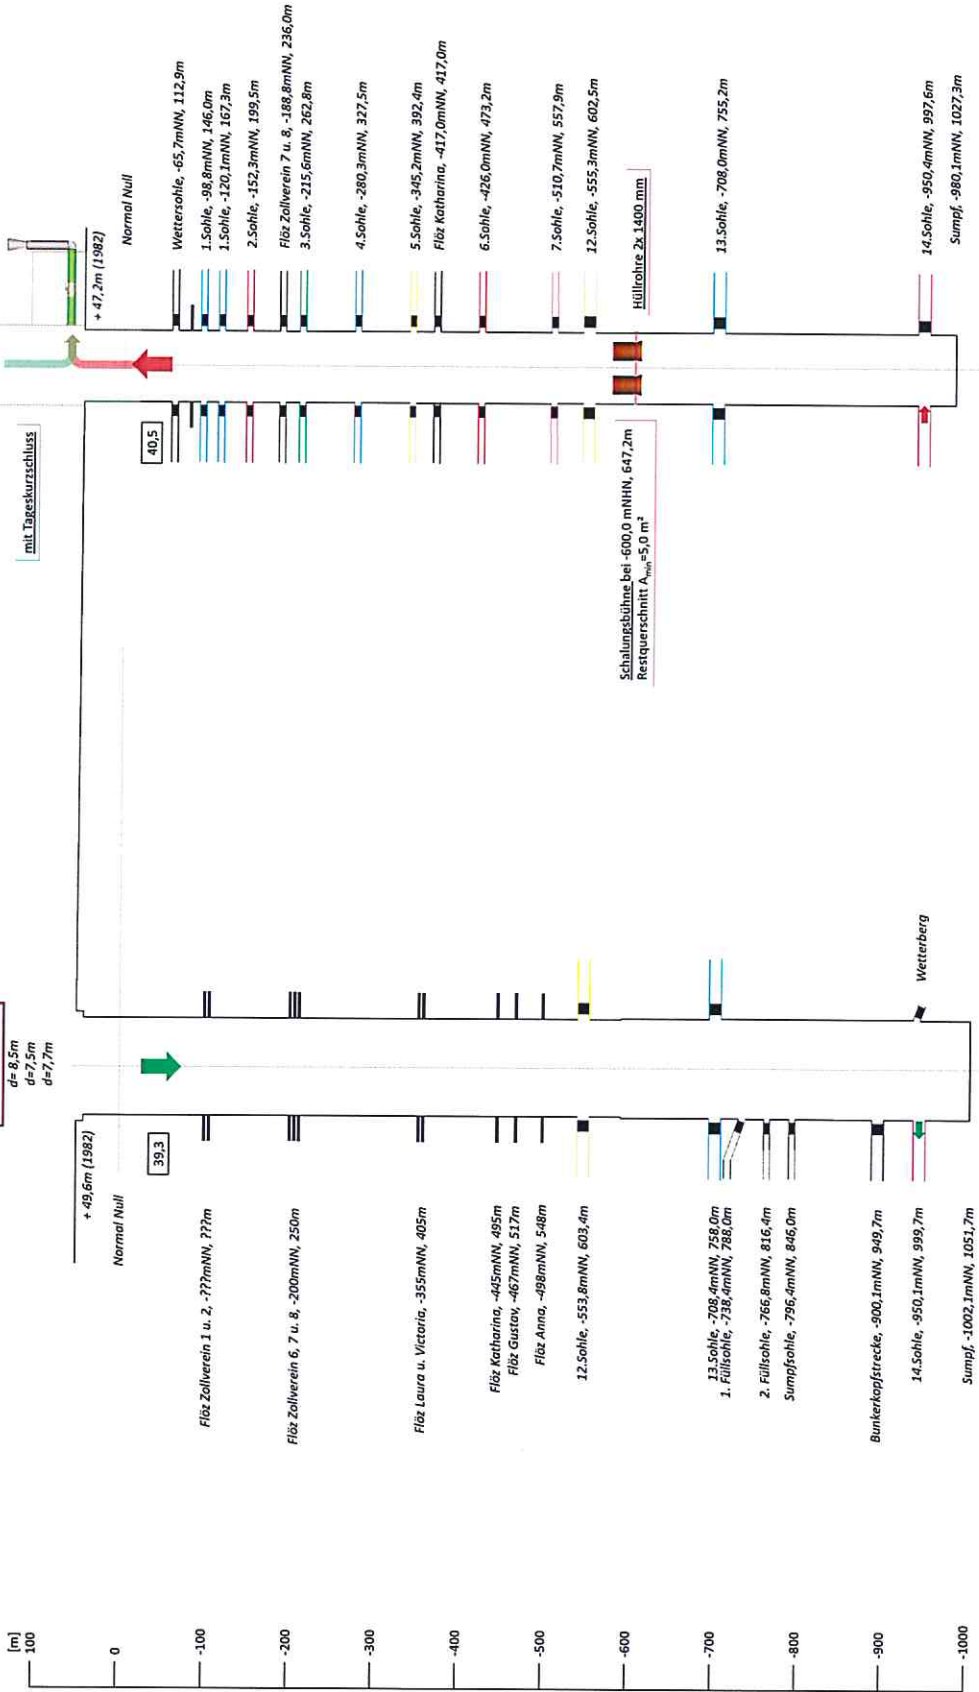 [m]
100
0
-100
-200
-300
-400
-500
-600
-700
-800
-900
-1000
d= 8,5m
d=7,5m
d=7,7m
+ 49,6m (1982)
Normal Null
39,3
Flöz Zollverein 1 u. 2, -???mNN, ???m
Flöz Zollverein 6, 7 u. 8, -200mNN, 250m
Flöz Laura u. Victoria, -355mNN, 405m
Flöz Katharina, -445mNN, 495m
Flöz Gustav, -467mNN, 517m
Flöz Anna, -498mNN, 548m
12.Sohle, -553,8mNN, 603,4m
13.Sohle, -708,4mNN, 758,0m
1. Füllsohle, -738,4mNN, 788,0m
2. Füllsohle, -766,8mNN, 816,4m
Sumpfsohle, -796,4mNN, 846,0m
Bunkerkopfstrecke, -900,1mNN, 949,7m
14.Sohle, -950,1mNN, 999,7m
Sumpf, -1002,1mNN, 1051,7m
Wetterberg
mit Tageskurzschluss
40,5
Schalungsbühne bei -600,0 mNHN, 647,2m
Restquerschnitt Amin=5,0 m²
Hüllrohre 2x 1400 mm
+ 47,2m (1982)
Normal Null
Wettersohle, -65,7mNN, 112,9m
1.Sohle, -98,8mNN, 146,0m
1.Sohle, -120,1mNN, 167,3m
2.Sohle, -152,3mNN, 199,5m
Flöz Zollverein 7 u. 8, -188,8mNN, 236,0m
3.Sohle, -215,6mNN, 262,8m
4.Sohle, -280,3mNN, 327,5m
5.Sohle, -345,2mNN, 392,4m
Flöz Katharina, -417,0mNN, 417,0m
6.Sohle, -426,0mNN, 473,2m
7.Sohle, -510,7mNN, 557,9m
12.Sohle, -555,3mNN, 602,5m
13.Sohle, -708,0mNN, 755,2m
14.Sohle, -950,4mNN, 997,6m
Sumpf, -980,1mNN, 1027,3m